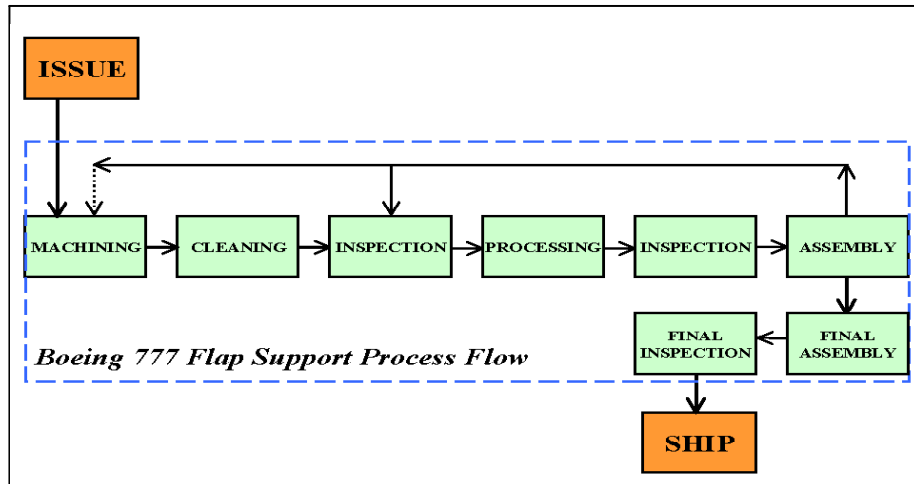 ISSUE
MACHINING
CLEANING
INSPECTION
PROCESSING
INSPECTION
ASSEMBLY
Boeing 777 Flap Support Process Flow
FINAL
INSPECTION
FINAL
ASSEMBLY
SHIP